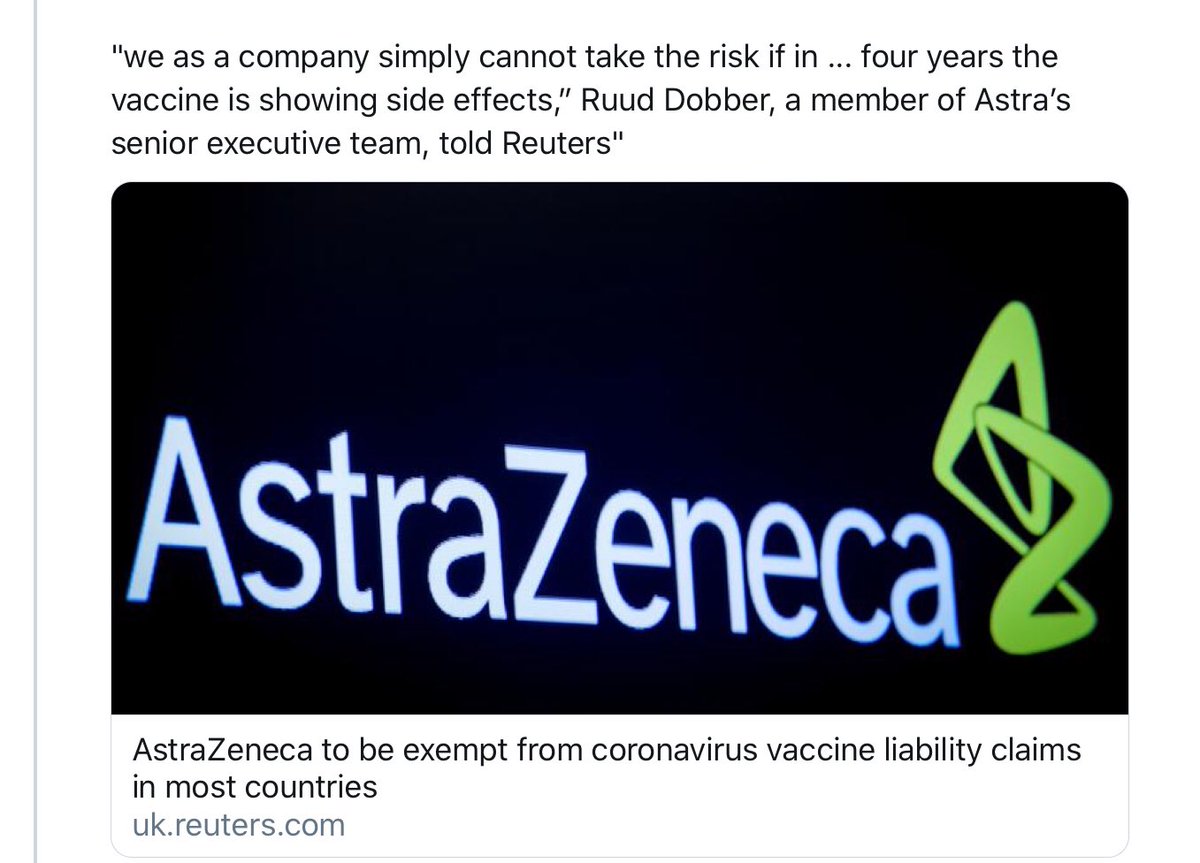 "we as a company simply cannot take the risk if in ... four years the
vaccine is showing side effects,” Ruud Dobber, a member of Astra’s
senior executive team, told Reuters"
AstraZeneca
AstraZeneca to be exempt from coronavirus vaccine liability claims
in most countries
uk.reuters.com